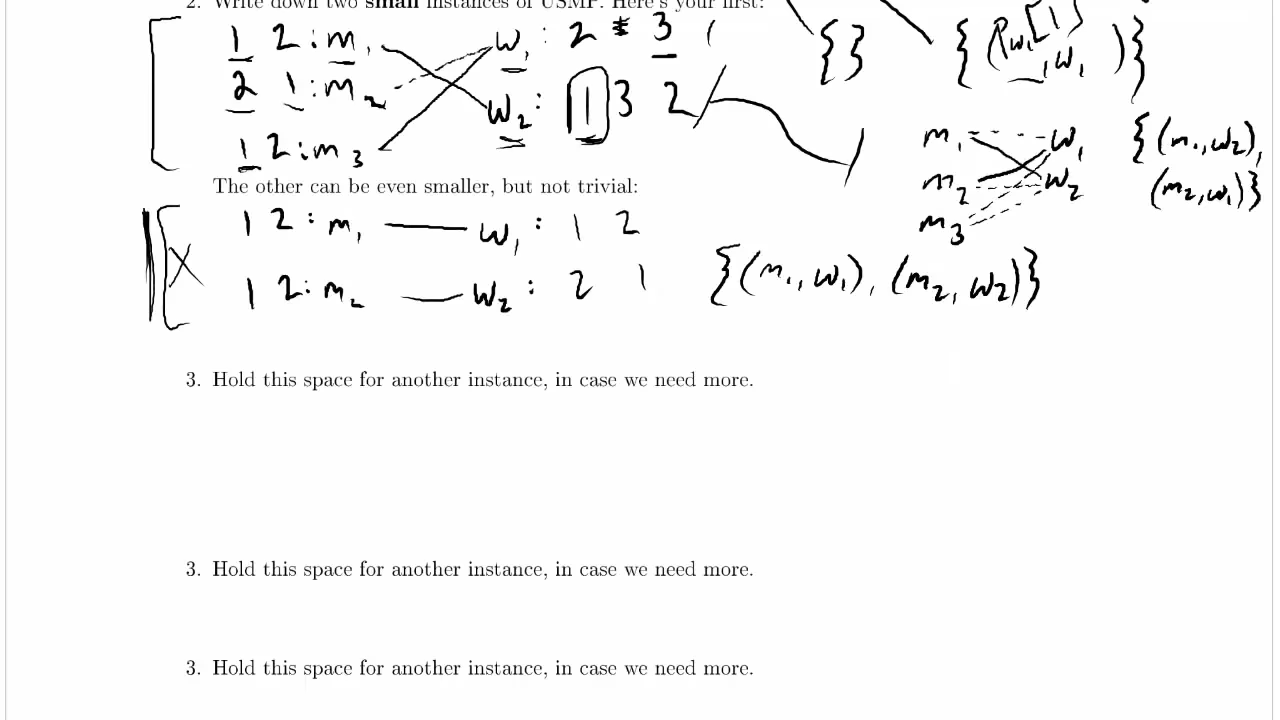 2. Write down two small instances of USMP. Here's your first:
1 2 : m₁ w₁ : 2 3 1
2 1 : m₂ w₂ : 1 3 2
1 2 : m₃
{ } { (R_w₁[1], w₁) }
m₁ w₁ { (m₁, w₂),
m₂ w₂ (m₂, w₁) }
m₃
The other can be even smaller, but not trivial:
1 2 : m₁ w₁ : 1 2
1 2 : m₂ w₂ : 2 1 { (m₁, w₁), (m₂, w₂) }
3. Hold this space for another instance, in case we need more.
3. Hold this space for another instance, in case we need more.
3. Hold this space for another instance, in case we need more.